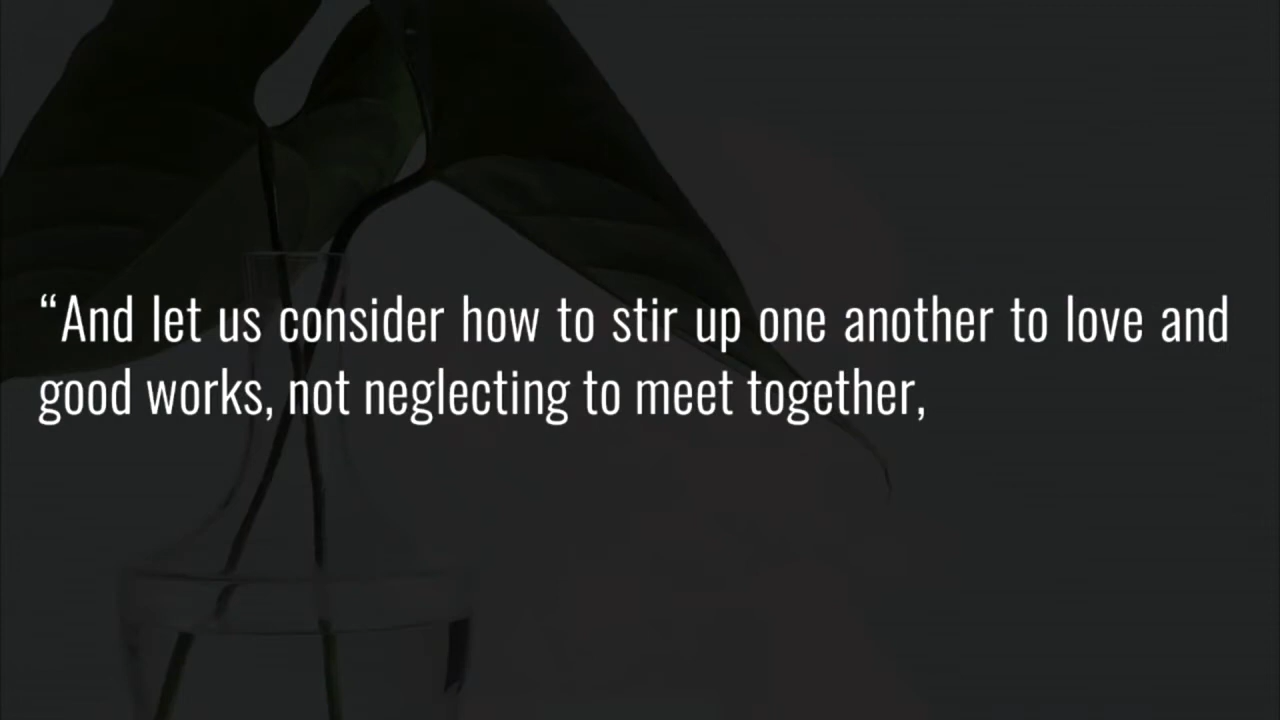 “And let us consider how to stir up one another to love and
good works, not neglecting to meet together,